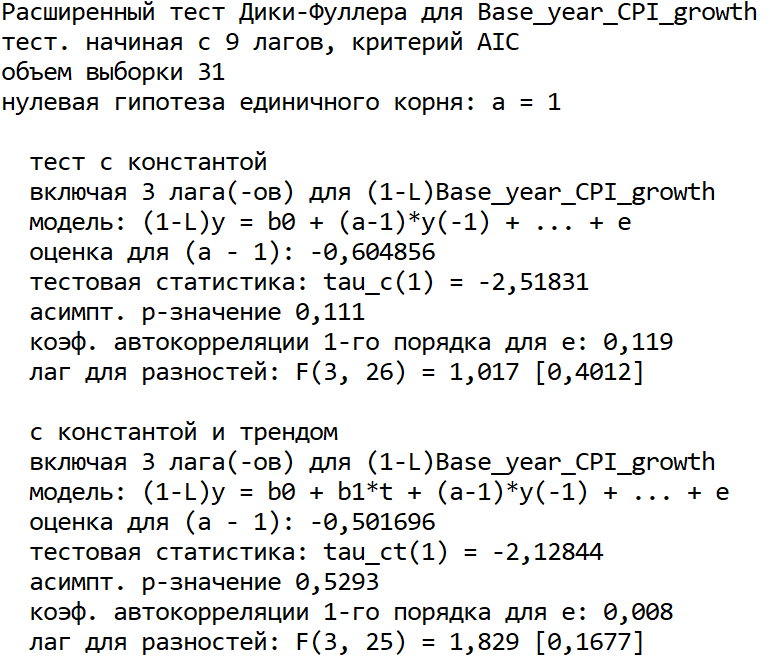 Расширенный тест Дики-Фуллера для Base_year_CPI_growth
тест. начиная с 9 лагов, критерий AIC
объем выборки 31
нулевая гипотеза единичного корня: a = 1
тест с константой
включая 3 лага(-ов) для (1-L)Base_year_CPI_growth
модель: (1-L)y = b0 + (a-1)*y(-1) + ... + e
оценка для (a - 1): -0,604856
тестовая статистика: tau_c(1) = -2,51831
асимпт. p-значение 0,111
коэф. автокорреляции 1-го порядка для e: 0,119
лаг для разностей: F(3, 26) = 1,017 [0,4012]
с константой и трендом
включая 3 лага(-ов) для (1-L)Base_year_CPI_growth
модель: (1-L)y = b0 + b1*t + (a-1)*y(-1) + ... + e
оценка для (a - 1): -0,501696
тестовая статистика: tau_ct(1) = -2,12844
асимпт. p-значение 0,5293
коэф. автокорреляции 1-го порядка для e: 0,008
лаг для разностей: F(3, 25) = 1,829 [0,1677]